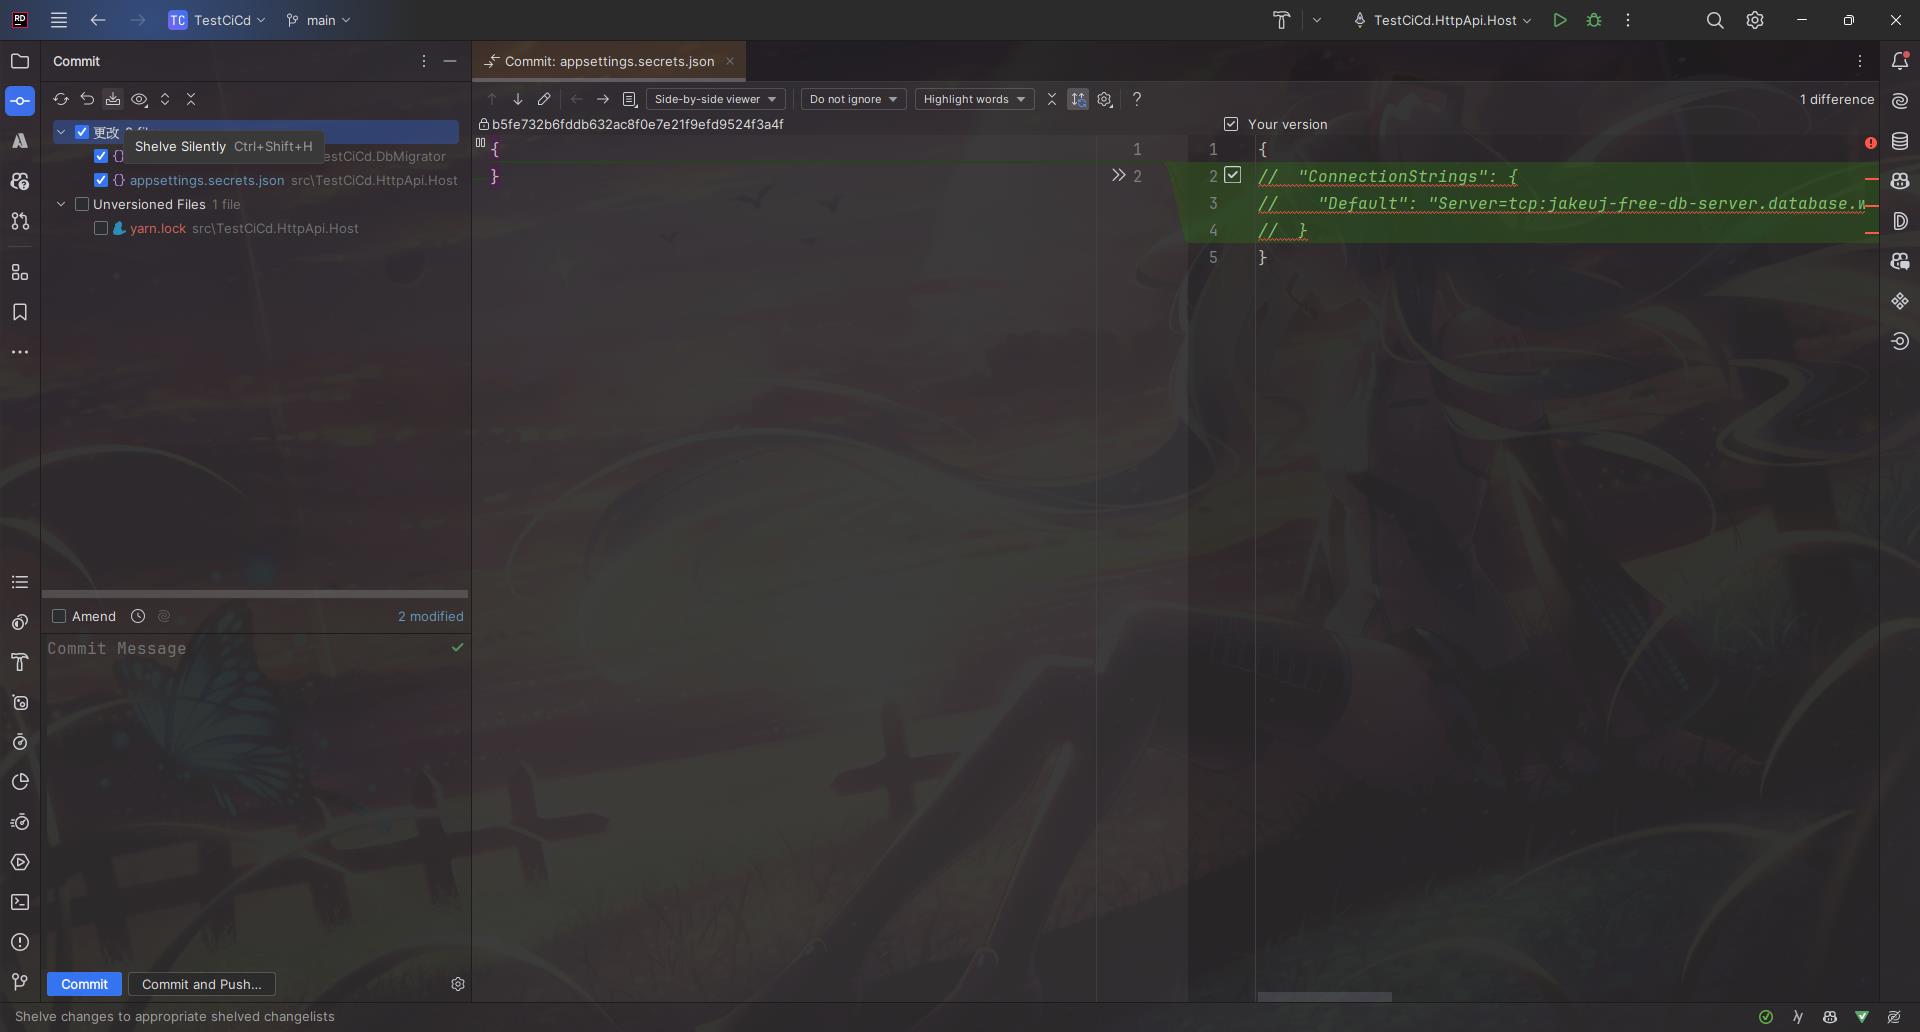 RD
TC TestCiCd main TestCiCd.HttpApi.Host
Commit
Commit: appsettings.secrets.json
Side-by-side viewer Do not ignore Highlight words ? 1 difference
b5fe732b6fddb632ac8f0e7e21f9efd9524f3a4f
Your version
更改
Shelve Silently Ctrl+Shift+H
estCiCd.DbMigrator
{} appsettings.secrets.json src\TestCiCd.HttpApi.Host
Unversioned Files 1 file
yarn.lock src\TestCiCd.HttpApi.Host
{ 1
} 2
1 {
2 //  "ConnectionStrings": {
3 //    "Default": "Server=tcp:jakeuj-free-db-server.database.w
4 //  }
5 }
Amend 2 modified
Commit Message
Commit Commit and Push...
Shelve changes to appropriate shelved changelists